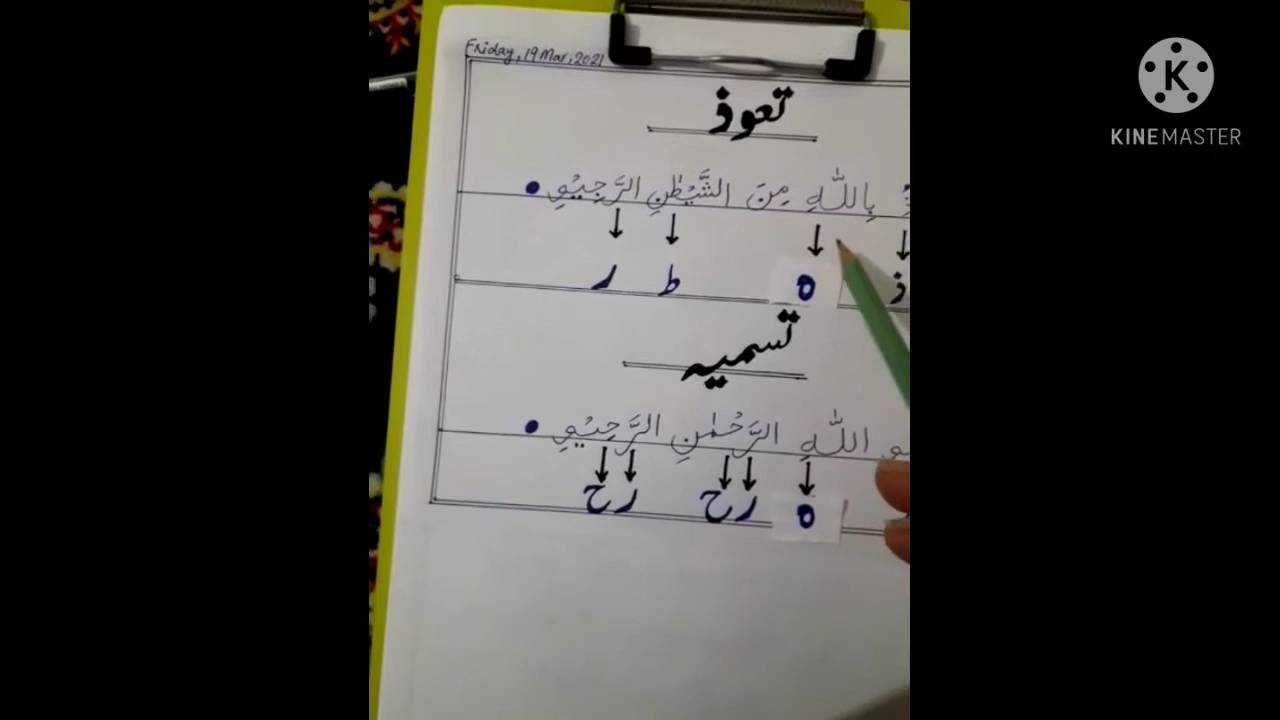 Friday, 19 Mar, 2021
تعوذ
بِاللّٰهِ مِنَ الشَّيْطٰنِ الرَّجِيْمِ
ذ ه ط ر
تسمیہ
اللّٰهِ الرَّحْمٰنِ الرَّحِيْمِ
ه ر ح ر ح
K
KINEMASTER